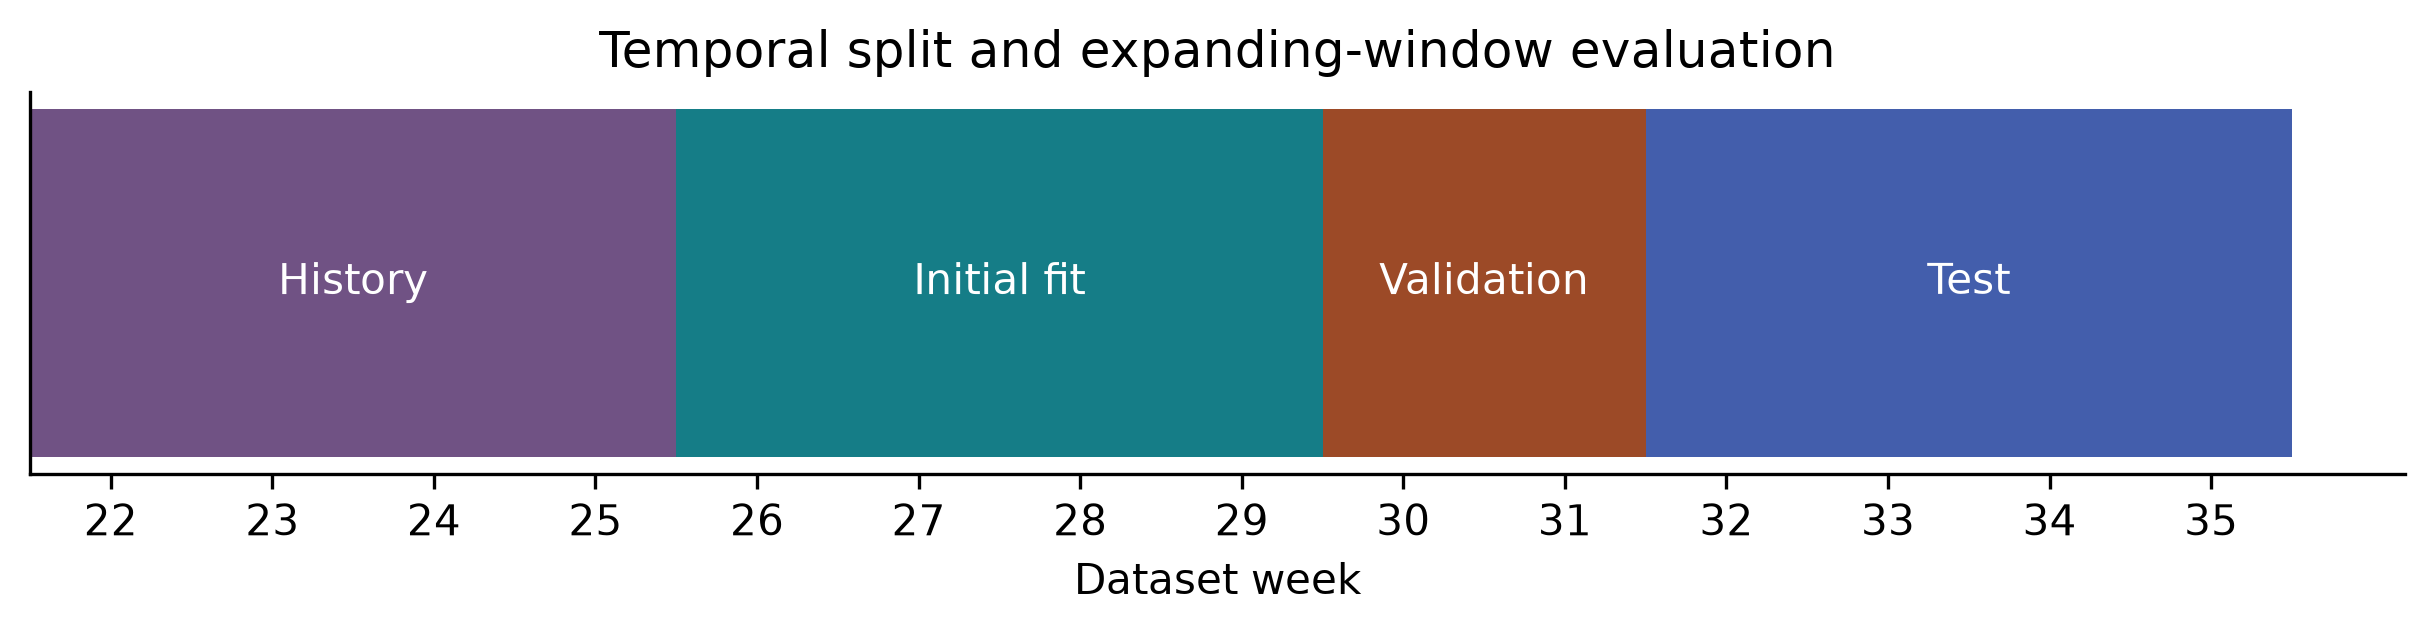 Temporal split and expanding-window evaluation
History Initial fit Validation Test
22 23 24 25 26 27 28 29 30 31 32 33 34 35
Dataset week